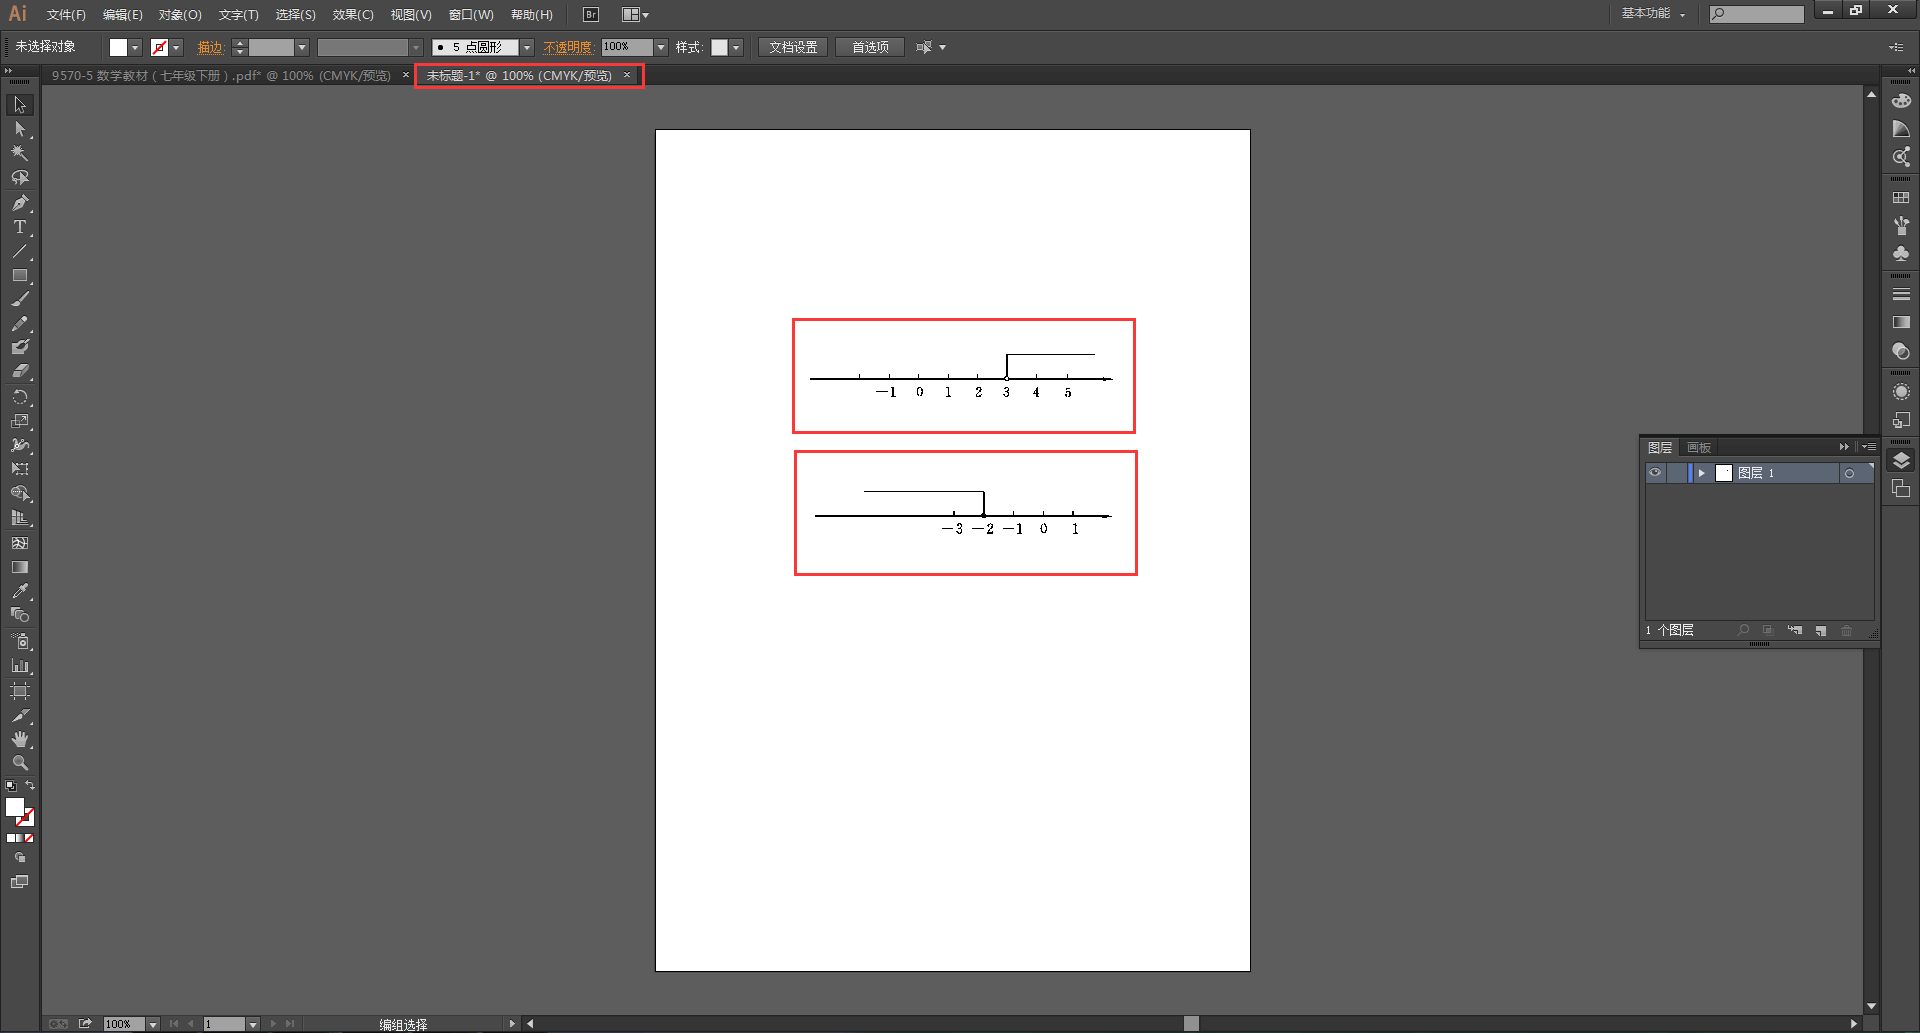 Ai 文件(F) 编辑(E) 对象(O) 文字(T) 选择(S) 效果(C) 视图(V) 窗口(W) 帮助(H) Br 基本功能
未选择对象 描边: 5 点圆形 不透明度: 100% 样式: 文档设置 首选项
9570-5 数学教材 ( 七年级下册 ) .pdf* @ 100% (CMYK/预览) × 未标题-1* @ 100% (CMYK/预览) ×
−1 0 1 2 3 4 5
−3 −2 −1 0 1
图层 画板
图层 1
1 个图层
100% 1 编组选择